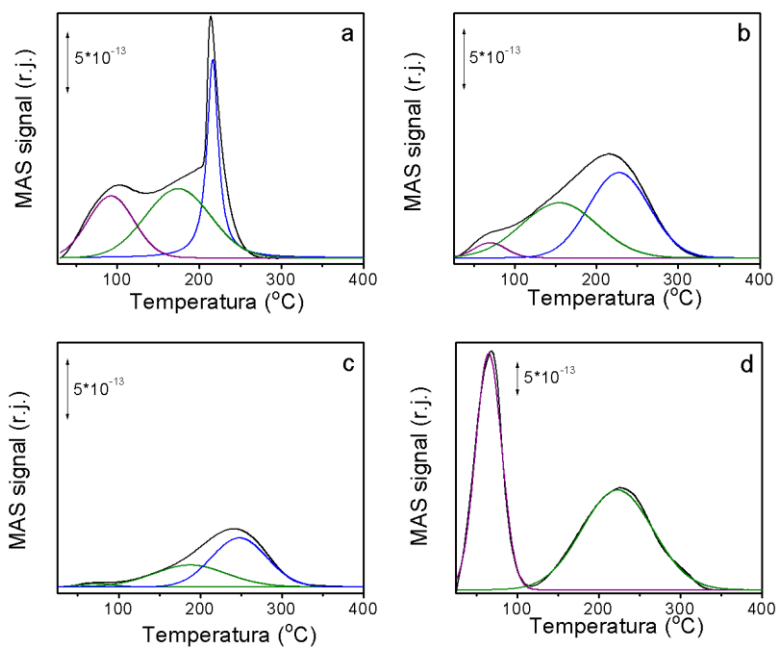 a
5*10⁻¹³
MAS signal (r.j.)
100 200 300 400
Temperatura (°C)
b
5*10⁻¹³
MAS signal (r.j.)
100 200 300 400
Temperatura (°C)
c
5*10⁻¹³
MAS signal (r.j.)
100 200 300 400
Temperatura (°C)
d
5*10⁻¹³
MAS signal (r.j.)
100 200 300 400
Temperatura (°C)